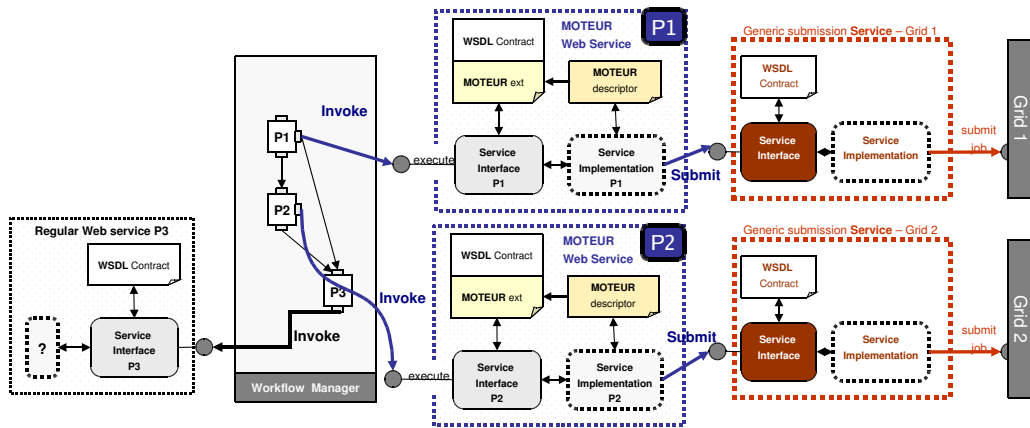 Regular Web service P3
WSDL Contract
?
Service
Interface
P3
P1
P2
P3
Invoke
Invoke
Invoke
Workflow Manager
WSDL Contract
MOTEUR ext
MOTEUR
Web Service
P1
MOTEUR
descriptor
execute
Service
Interface
P1
Service
Implementation
P1
Submit
Generic submission Service – Grid 1
WSDL
Contract
Service
Interface
Service
Implementation
submit
job
Grid 1
WSDL Contract
MOTEUR ext
MOTEUR
Web Service
P2
MOTEUR
descriptor
execute
Service
Interface
P2
Service
Implementation
P2
Submit
Generic submission Service – Grid 2
WSDL
Contract
Service
Interface
Service
Implementation
submit
job
Grid 2